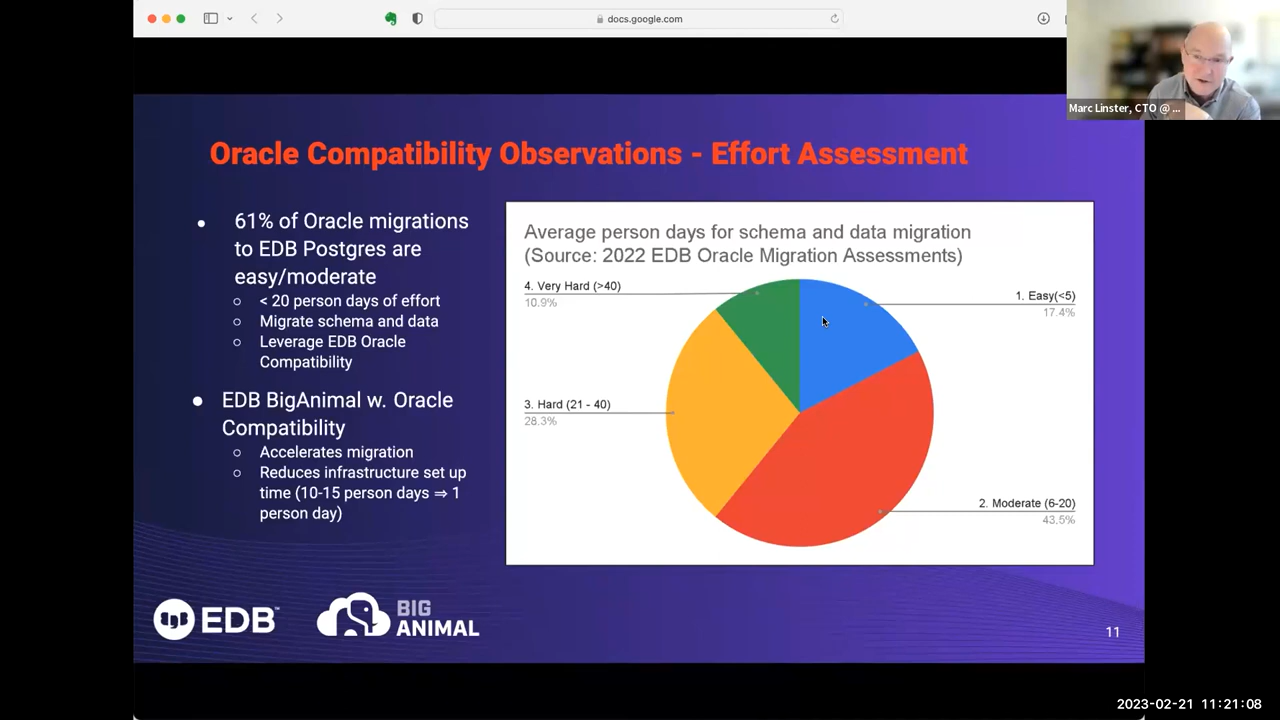 docs.google.com
Marc Linster, CTO @ ...
Oracle Compatibility Observations - Effort Assessment
● 61% of Oracle migrations
to EDB Postgres are
easy/moderate
○ < 20 person days of effort
○ Migrate schema and data
○ Leverage EDB Oracle
Compatibility
● EDB BigAnimal w. Oracle
Compatibility
○ Accelerates migration
○ Reduces infrastructure set up
time (10-15 person days ⇒ 1
person day)
Average person days for schema and data migration
(Source: 2022 EDB Oracle Migration Assessments)
4. Very Hard (>40)
10.9%
1. Easy(<5)
17.4%
3. Hard (21 - 40)
28.3%
2. Moderate (6-20)
43.5%
EDB™
BIG
ANIMAL
11
2023-02-21 11:21:08